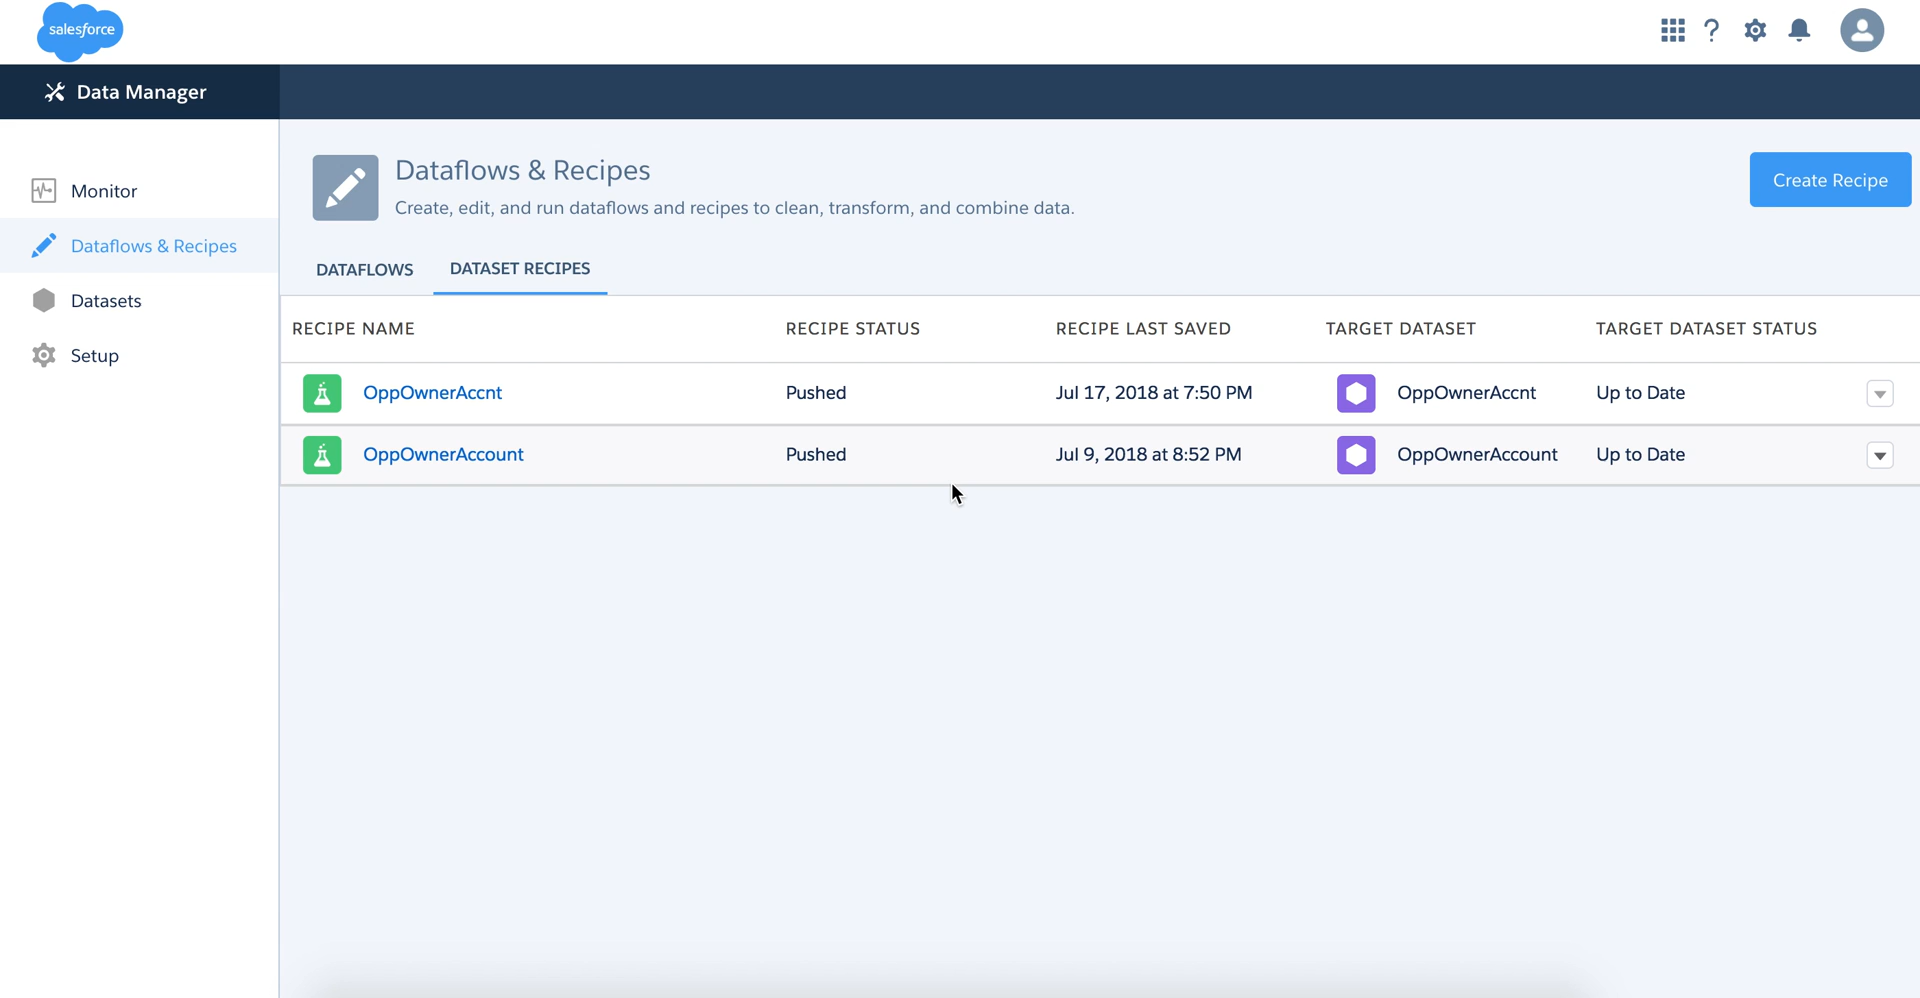 salesforce
?
Data Manager
Monitor
Dataflows & Recipes
Datasets
Setup
Dataflows & Recipes
Create, edit, and run dataflows and recipes to clean, transform, and combine data.
Create Recipe
DATAFLOWS DATASET RECIPES
RECIPE NAME RECIPE STATUS RECIPE LAST SAVED TARGET DATASET TARGET DATASET STATUS
OppOwnerAccnt Pushed Jul 17, 2018 at 7:50 PM OppOwnerAccnt Up to Date
OppOwnerAccount Pushed Jul 9, 2018 at 8:52 PM OppOwnerAccount Up to Date